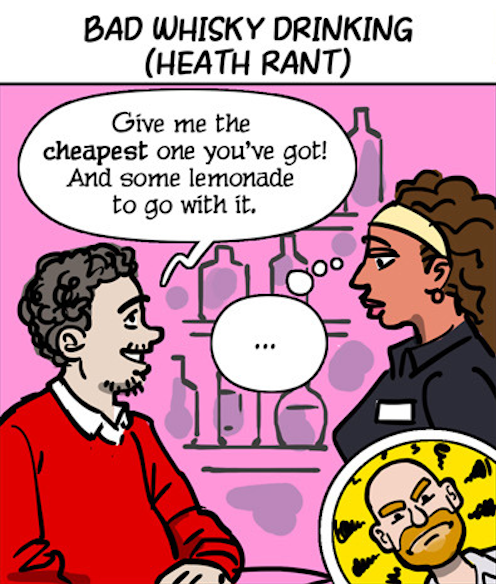 BAD WHISKY DRINKING
(HEATH RANT)
Give me the
cheapest one you've got!
And some lemonade
to go with it.
...